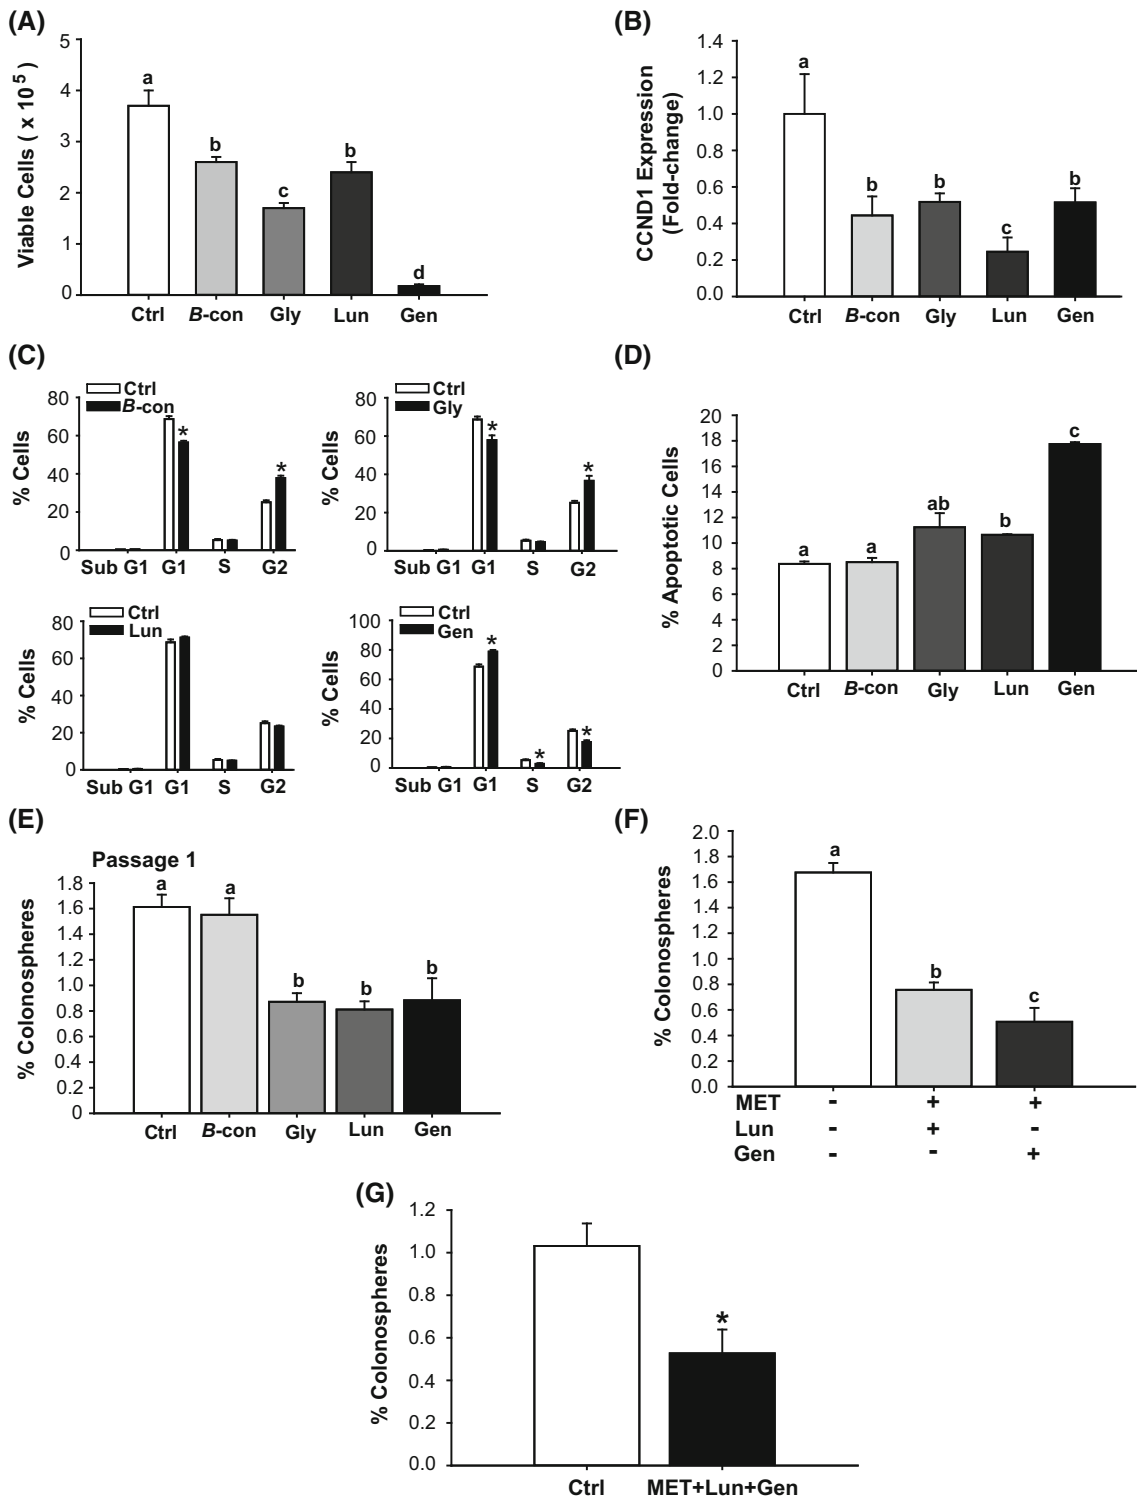 (A)
Viable Cells ( x 10 5 )
5
4
3
2
1
0
a
b
c
b
d
Ctrl B-con Gly Lun Gen
(B)
CCND1 Expression
(Fold-change)
1.4
1.2
1.0
0.8
0.6
0.4
0.2
0.0
a
b
b
c
b
Ctrl B-con Gly Lun Gen
(C)
% Cells
80
60
40
20
0
Ctrl
B-con
*
*
Sub G1 G1 S G2
% Cells
80
60
40
20
0
Ctrl
Gly
*
*
Sub G1 G1 S G2
% Cells
80
60
40
20
0
Ctrl
Lun
Sub G1 G1 S G2
% Cells
100
80
60
40
20
0
Ctrl
Gen
*
*
*
Sub G1 G1 S G2
(D)
% Apoptotic Cells
20
18
16
14
12
10
8
6
4
2
0
a
a
ab
b
c
Ctrl B-con Gly Lun Gen
(E)
Passage 1
% Colonospheres
1.8
1.6
1.4
1.2
1.0
0.8
0.6
0.4
0.2
0
a
a
b
b
b
Ctrl B-con Gly Lun Gen
(F)
% Colonospheres
2.0
1.8
1.6
1.4
1.2
1.0
0.8
0.6
0.4
0.2
0.0
a
b
c
MET - + +
Lun - + -
Gen - - +
(G)
% Colonospheres
1.2
1.0
0.8
0.6
0.4
0.2
0.0
*
Ctrl MET+Lun+Gen